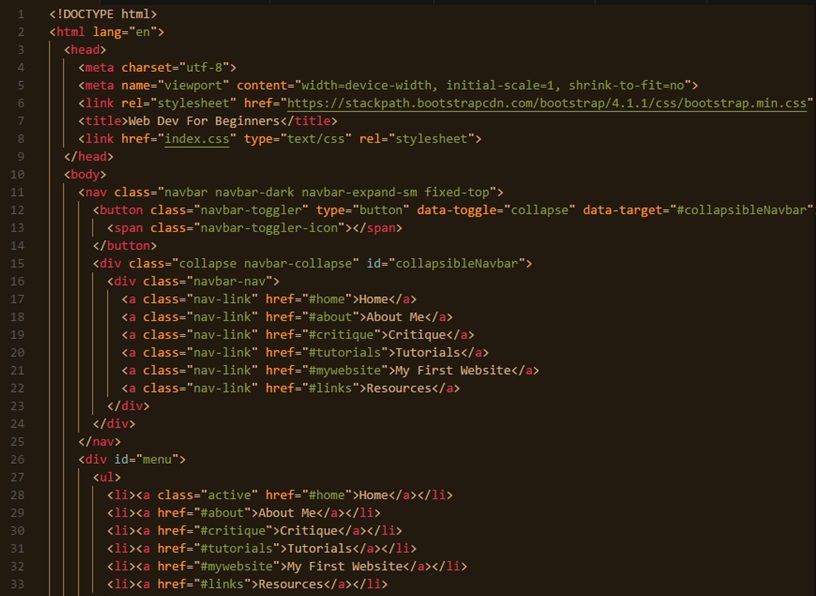 1 <!DOCTYPE html>
2 <html lang="en">
3 <head>
4 <meta charset="utf-8">
5 <meta name="viewport" content="width=device-width, initial-scale=1, shrink-to-fit=no">
6 <link rel="stylesheet" href="https://stackpath.bootstrapcdn.com/bootstrap/4.1.1/css/bootstrap.min.css"
7 <title>Web Dev For Beginners</title>
8 <link href="index.css" type="text/css" rel="stylesheet">
9 </head>
10 <body>
11 <nav class="navbar navbar-dark navbar-expand-sm fixed-top">
12 <button class="navbar-toggler" type="button" data-toggle="collapse" data-target="#collapsibleNavbar"
13 <span class="navbar-toggler-icon"></span>
14 </button>
15 <div class="collapse navbar-collapse" id="collapsibleNavbar">
16 <div class="navbar-nav">
17 <a class="nav-link" href="#home">Home</a>
18 <a class="nav-link" href="#about">About Me</a>
19 <a class="nav-link" href="#critique">Critique</a>
20 <a class="nav-link" href="#tutorials">Tutorials</a>
21 <a class="nav-link" href="#mywebsite">My First Website</a>
22 <a class="nav-link" href="#links">Resources</a>
23 </div>
24 </div>
25 </nav>
26 <div id="menu">
27 <ul>
28 <li><a class="active" href="#home">Home</a></li>
29 <li><a href="#about">About Me</a></li>
30 <li><a href="#critique">Critique</a></li>
31 <li><a href="#tutorials">Tutorials</a></li>
32 <li><a href="#mywebsite">My First Website</a></li>
33 <li><a href="#links">Resources</a></li>